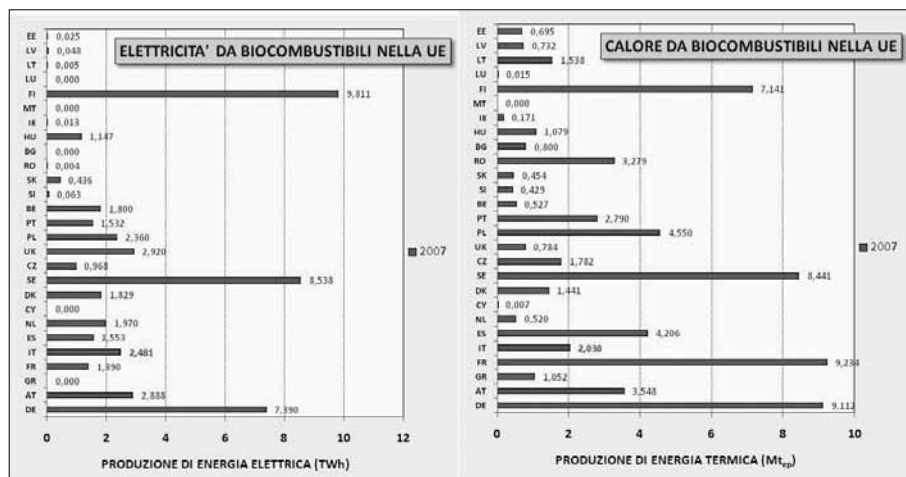 ELETTRICITA' DA BIOCOMBUSTIBILI NELLA UE
EE 0,025
LV 0,048
LT 0,005
LU 0,000
FI 9,811
MT 0,000
IE 0,013
HU 1,147
BG 0,000
RO 0,004
SK 0,436
SI 0,063
BE 1,800
PT 1,532
PL 2,360
UK 2,920
CZ 0,968
SE 8,538
DK 1,829
CY 0,000
NL 1,970
ES 1,553
IT 2,481
FR 1,390
GR 0,000
AT 2,888
DE 7,390
2007
0 2 4 6 8 10 12
PRODUZIONE DI ENERGIA ELETTRICA (TWh)
CALORE DA BIOCOMBUSTIBILI NELLA UE
EE 0,695
LV 0,732
LT 1,538
LU 0,015
FI 7,141
MT 0,000
IE 0,171
HU 1,079
BG 0,800
RO 3,279
SK 0,454
SI 0,429
BE 0,527
PT 2,790
PL 4,550
UK 0,784
CZ 1,782
SE 8,441
DK 1,441
CY 0,007
NL 0,520
ES 4,206
IT 2,030
FR 9,234
GR 1,052
AT 3,548
DE 9,112
2007
0 2 4 6 8 10
PRODUZIONE DI ENERGIA TERMICA (Mtep)